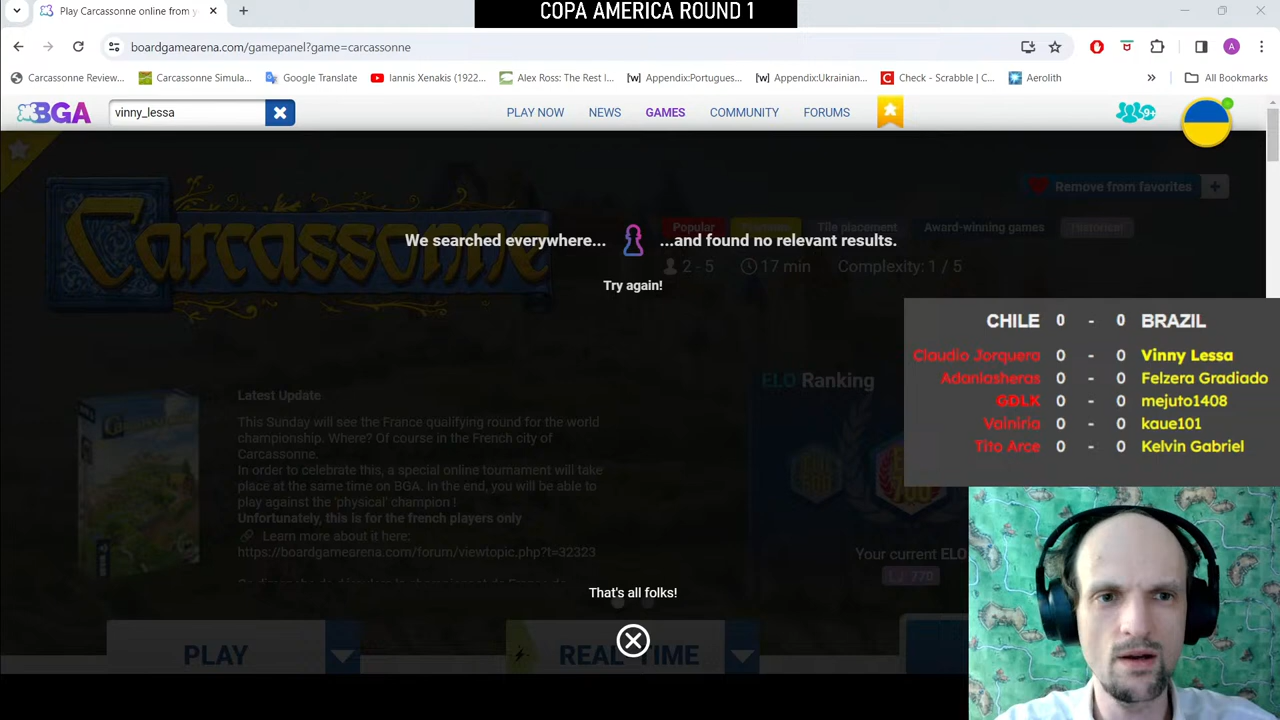 Play Carcassonne online from y
COPA AMERICA ROUND 1
boardgamearena.com/gamepanel?game=carcassonne
Carcassonne Review...
Carcassonne Simula...
Google Translate
Iannis Xenakis (1922...
Alex Ross: The Rest I...
[w] Appendix:Portugues...
[w] Appendix:Ukrainian...
Check - Scrabble | C...
Aerolith
»
All Bookmarks
BGA
vinny_lessa
PLAY NOW
NEWS
GAMES
COMMUNITY
FORUMS
9+
A
Carcassonne
Remove from favorites +
Popular
Tile placement
Award-winning games
We searched everywhere... ...and found no relevant results.
2 - 5
17 min
Complexity: 1 / 5
Try again!
CHILE 0 - 0 BRAZIL
Claudio Jorquera 0 - 0 Vinny Lessa
Adanlasheras 0 - 0 Felzera Gradiado
GDLX 0 - 0 mejuto1408
Valniria 0 - 0 kaue101
Tito Arce 0 - 0 Kelvin Gabriel
ELO Ranking
Latest Update
This Sunday will see the France qualifying round for the world
championship. Where? Of course in the French city of
Carcassonne.
In order to celebrate this, a special online tournament will take
place at the same time on BGA. In the end, you will be able to
play against the 'physical' champion !
Unfortunately, this is for the french players only
Learn more about it here:
https://boardgamearena.com/forum/viewtopic.php?t=32323
Your current ELO
770
That's all folks!
PLAY
REAL-TIME